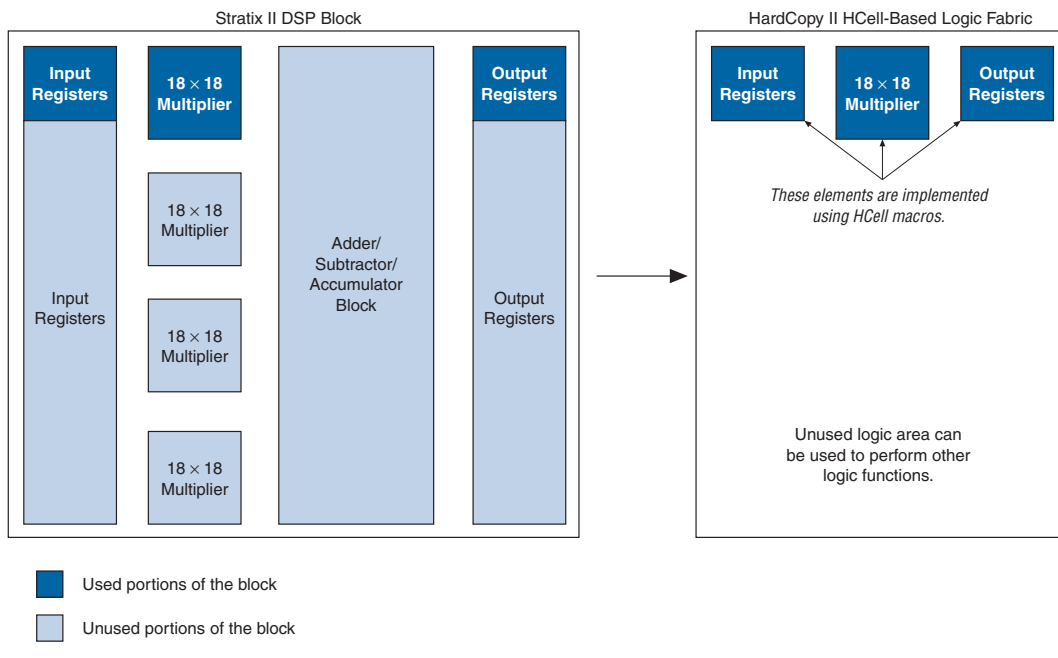 Stratix II DSP Block
Input
Registers
18 × 18
Multiplier
Output
Registers
18 × 18
Multiplier
Input
Registers
18 × 18
Multiplier
18 × 18
Multiplier
Adder/
Subtractor/
Accumulator
Block
Output
Registers
HardCopy II HCell-Based Logic Fabric
Input
Registers
18 × 18
Multiplier
Output
Registers
These elements are implemented
using HCell macros.
Unused logic area can
be used to perform other
logic functions.
Used portions of the block
Unused portions of the block